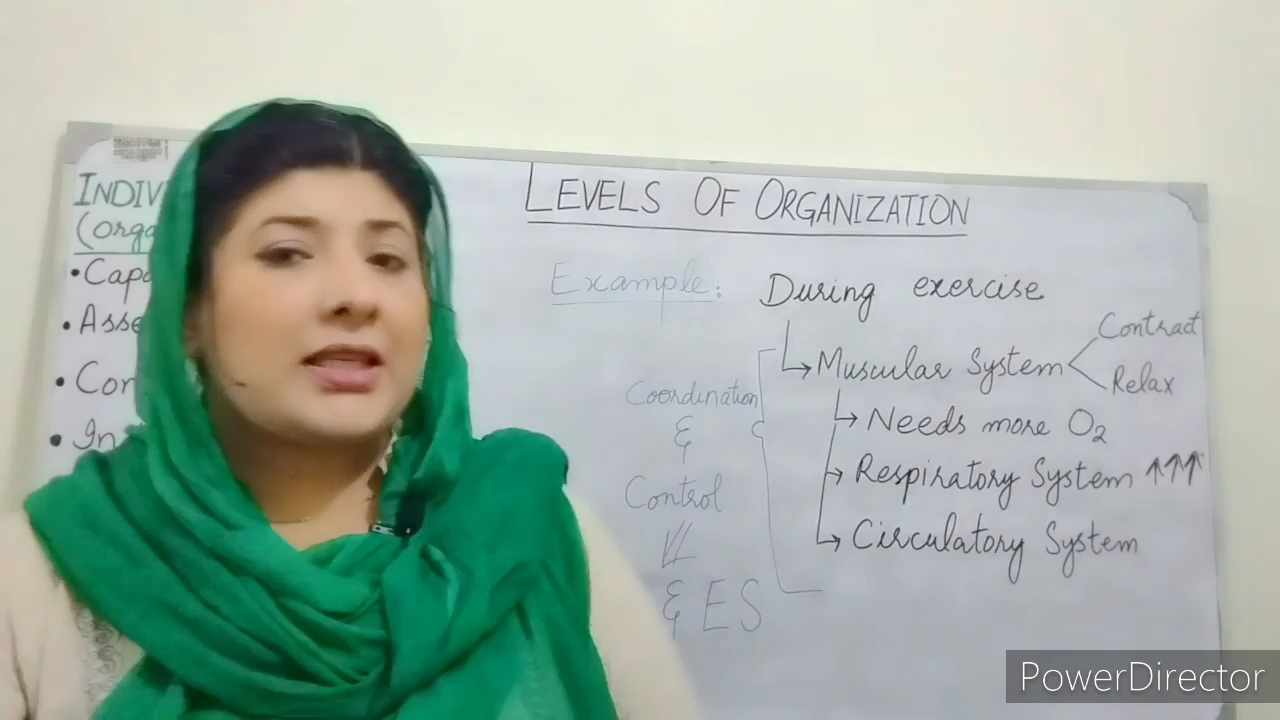 LEVELS OF ORGANIZATION
INDIV
(orga
• Capa
• Asse
• Con
• In
Example: During exercise
Muscular System
Contract
Relax
Needs more O2
Respiratory System ↑↑↑
Circulatory System
Coordination
&
Control
& ES
PowerDirector